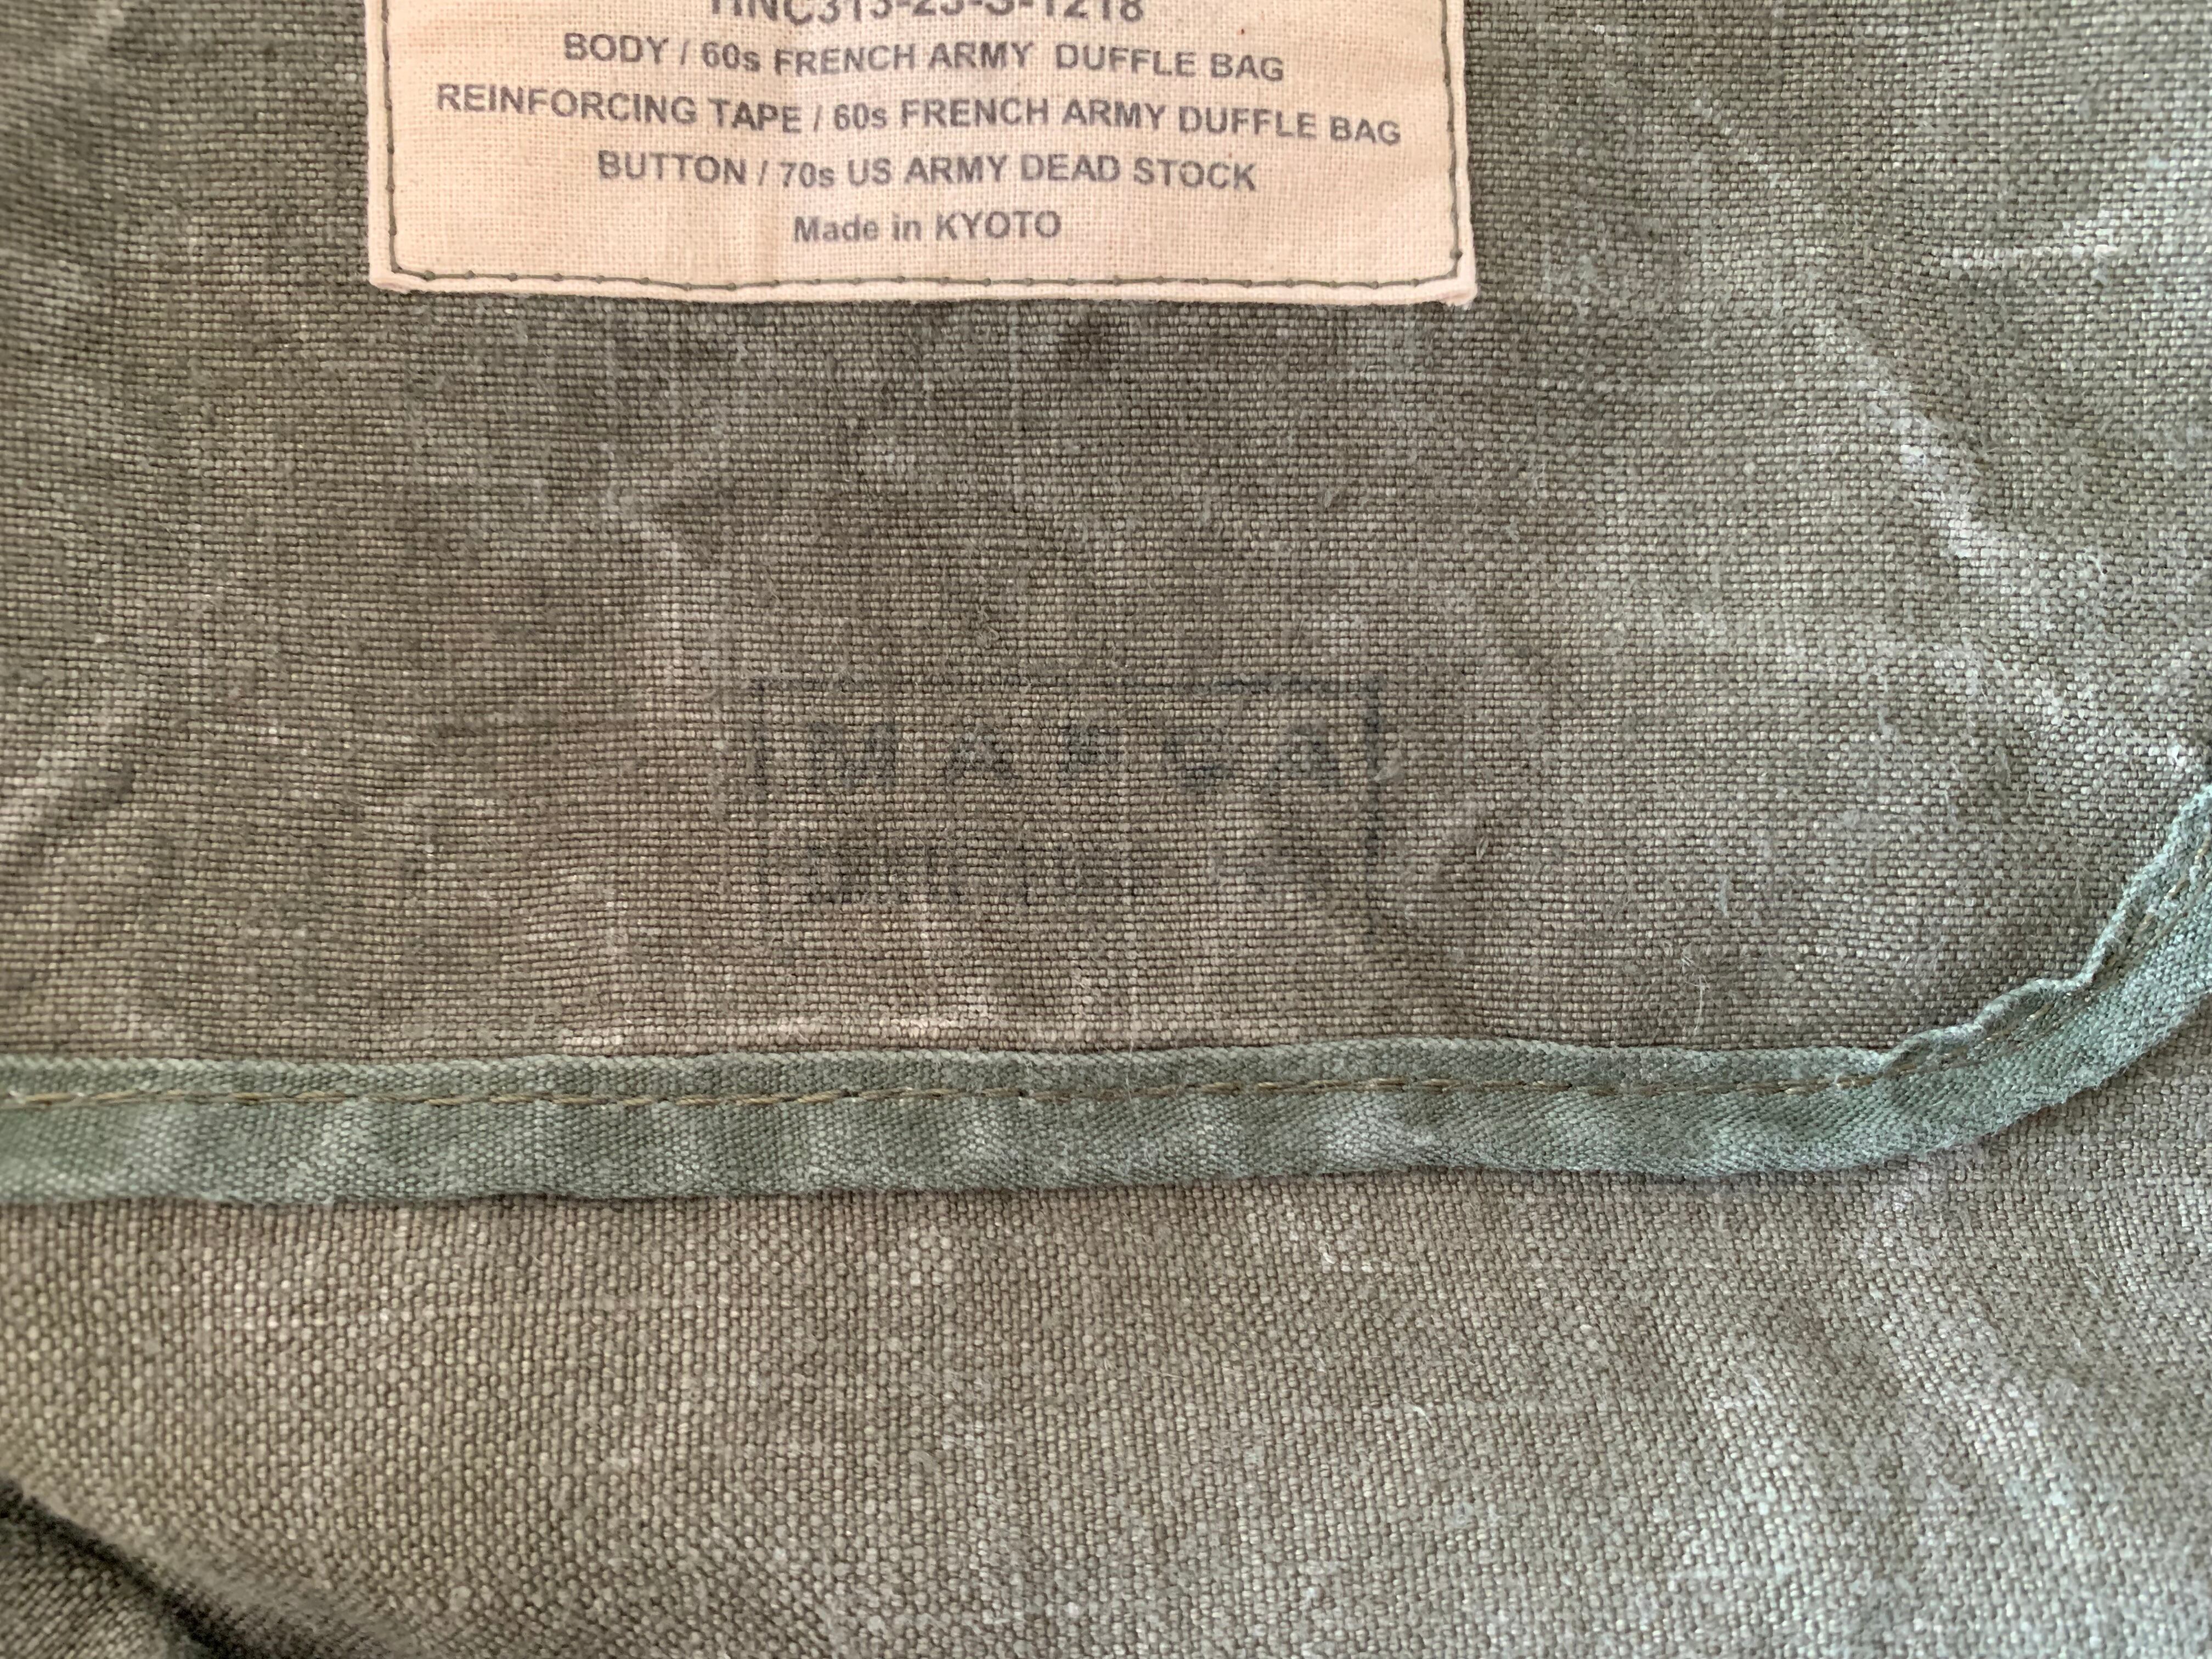 BODY / 60s FRENCH ARMY DUFFLE BAG
REINFORCING TAPE / 60s FRENCH ARMY DUFFLE BAG
BUTTON / 70s US ARMY DEAD STOCK
Made in KYOTO